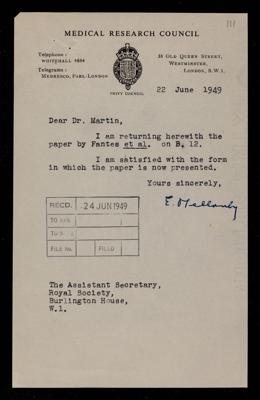 111
MEDICAL RESEARCH COUNCIL
Telephone:
WHITEHALL 4884
Telegrams:
MEDRESCO, PARL-LONDON
38 OLD QUEEN STREET,
WESTMINSTER,
LONDON, S.W.1.
PRIVY COUNCIL
22 June 1949
Dear Dr. Martin,
I am returning herewith the
paper by Fantes et al. on B. 12.
I am satisfied with the form
in which the paper is now presented.
Yours sincerely,
E. Mellanby
RECD. -24 JUN 1949
TO
TO
FILE No. FILED
The Assistant Secretary,
Royal Society,
Burlington House,
W.1.